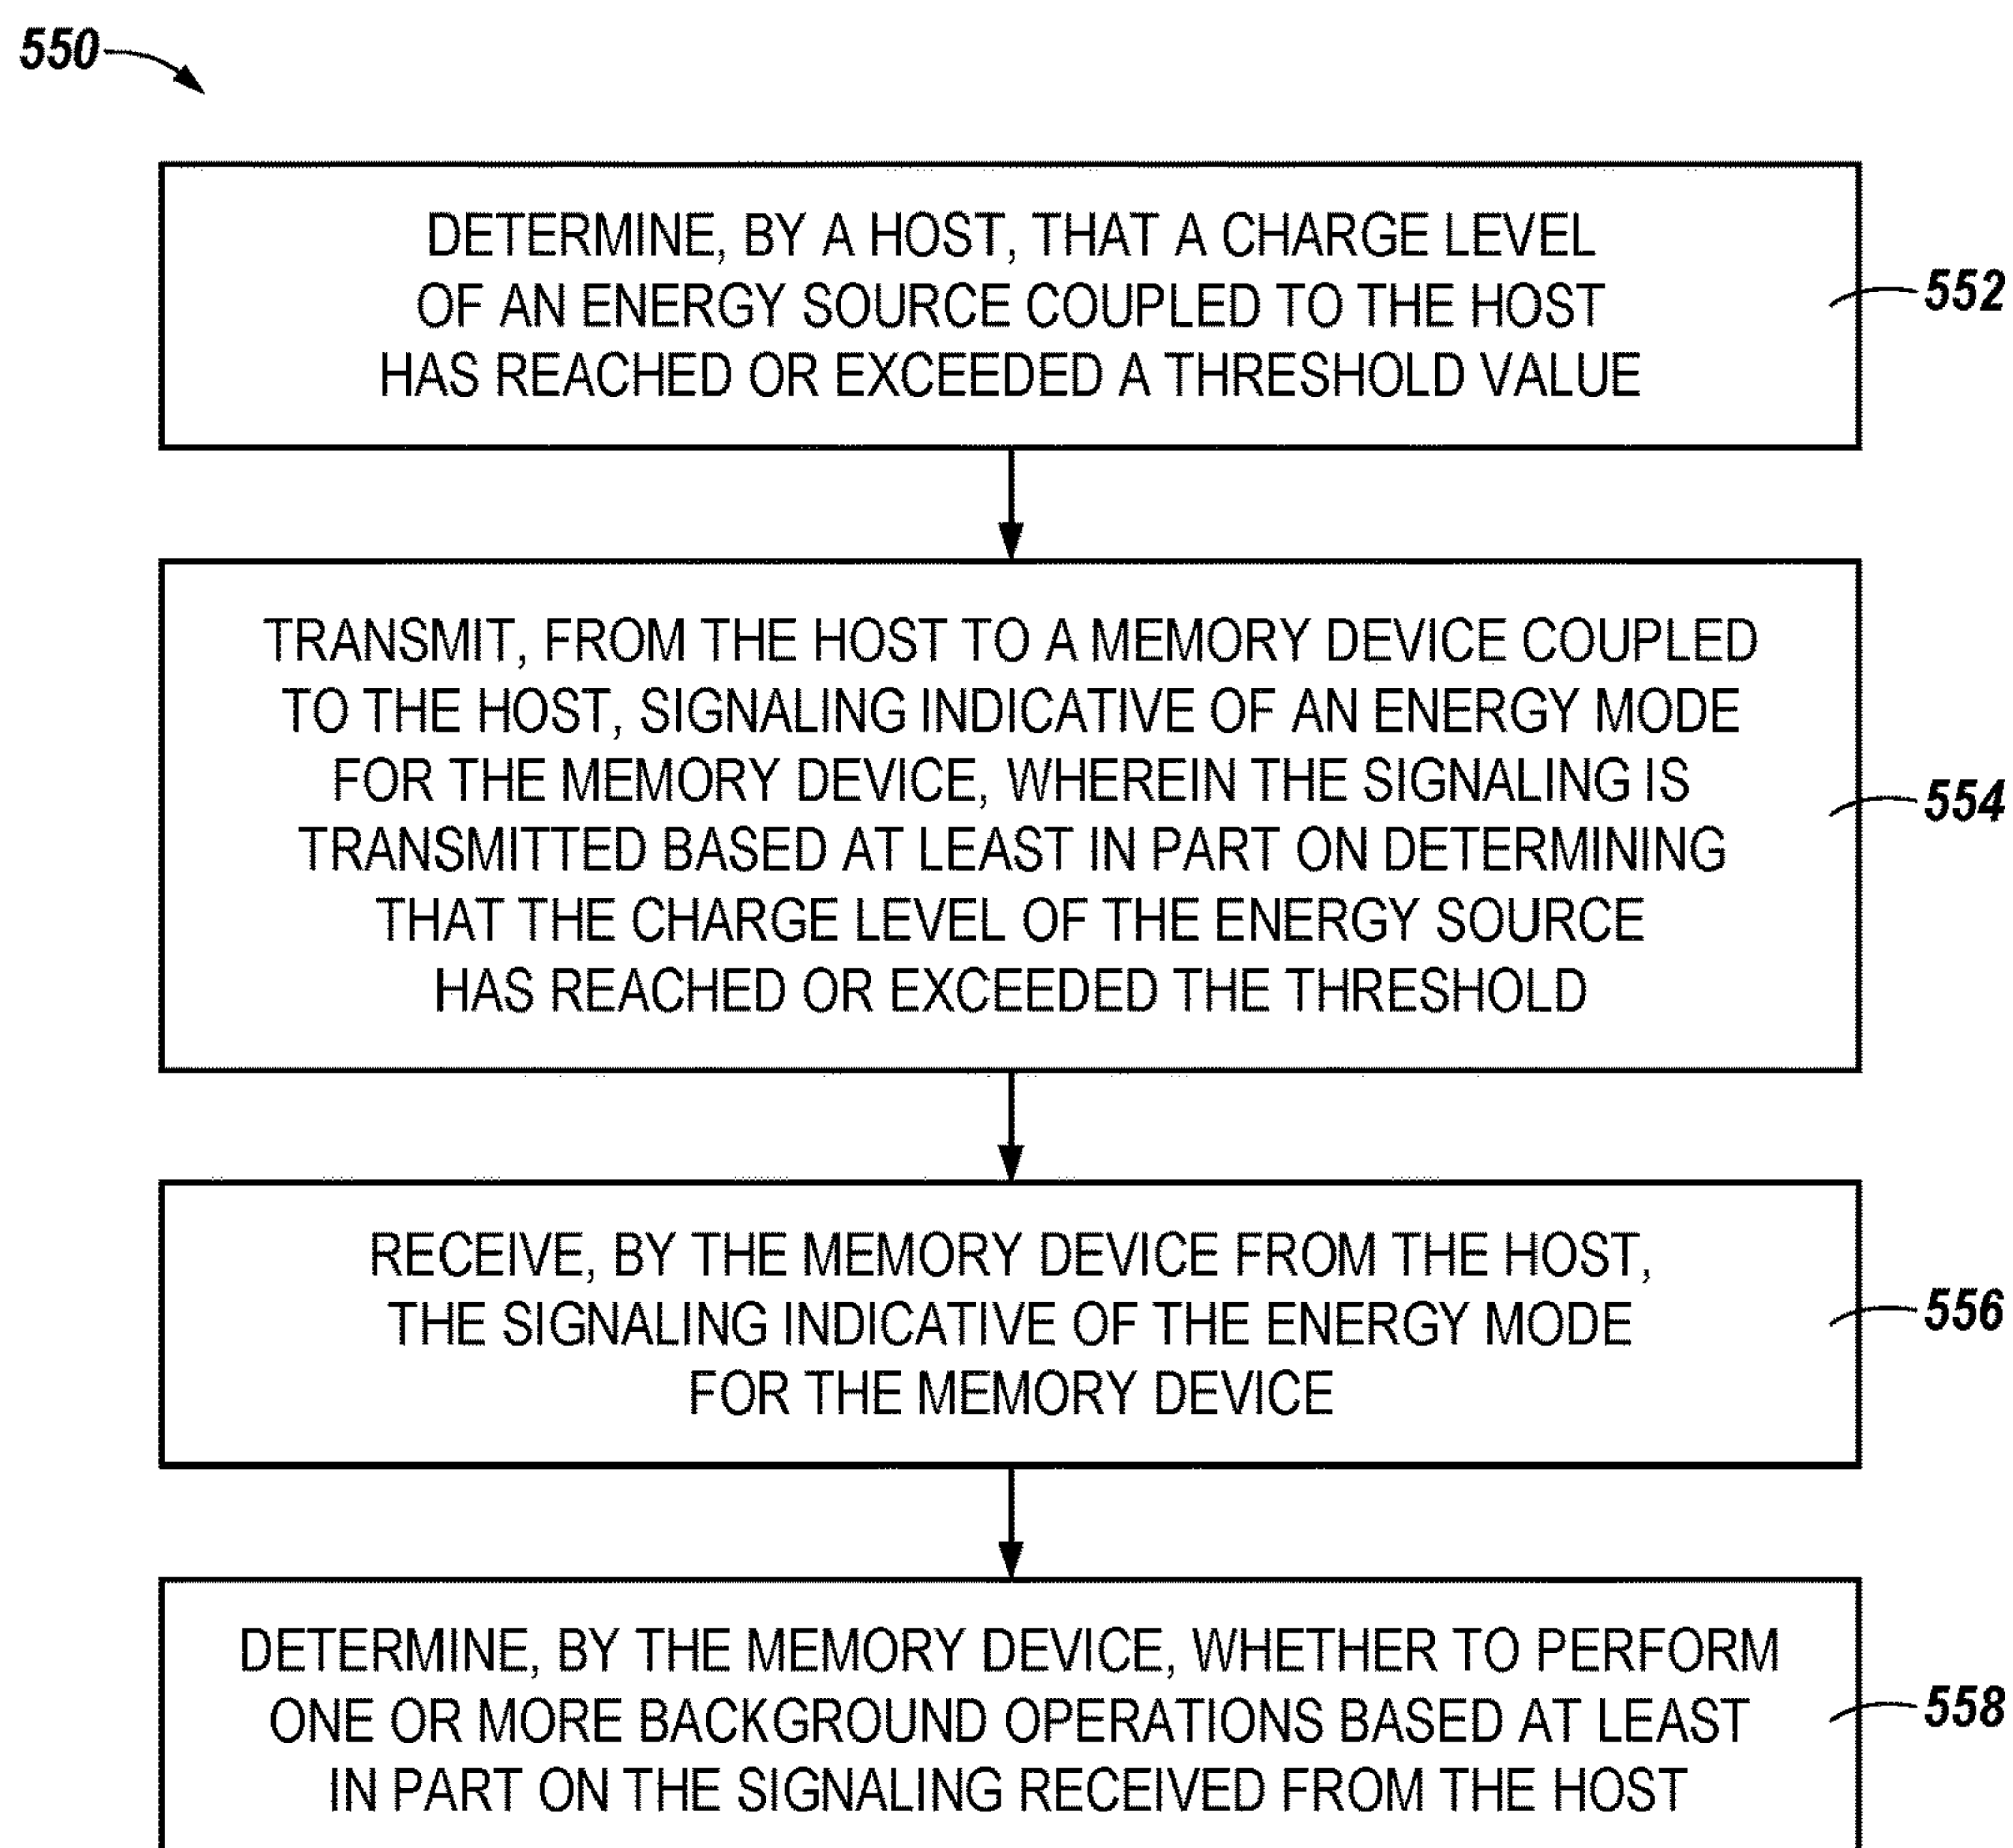 550
DETERMINE, BY A HOST, THAT A CHARGE LEVEL
OF AN ENERGY SOURCE COUPLED TO THE HOST
HAS REACHED OR EXCEEDED A THRESHOLD VALUE
552
TRANSMIT, FROM THE HOST TO A MEMORY DEVICE COUPLED
TO THE HOST, SIGNALING INDICATIVE OF AN ENERGY MODE
FOR THE MEMORY DEVICE, WHEREIN THE SIGNALING IS
TRANSMITTED BASED AT LEAST IN PART ON DETERMINING
THAT THE CHARGE LEVEL OF THE ENERGY SOURCE
HAS REACHED OR EXCEEDED THE THRESHOLD
554
RECEIVE, BY THE MEMORY DEVICE FROM THE HOST,
THE SIGNALING INDICATIVE OF THE ENERGY MODE
FOR THE MEMORY DEVICE
556
DETERMINE, BY THE MEMORY DEVICE, WHETHER TO PERFORM
ONE OR MORE BACKGROUND OPERATIONS BASED AT LEAST
IN PART ON THE SIGNALING RECEIVED FROM THE HOST
558